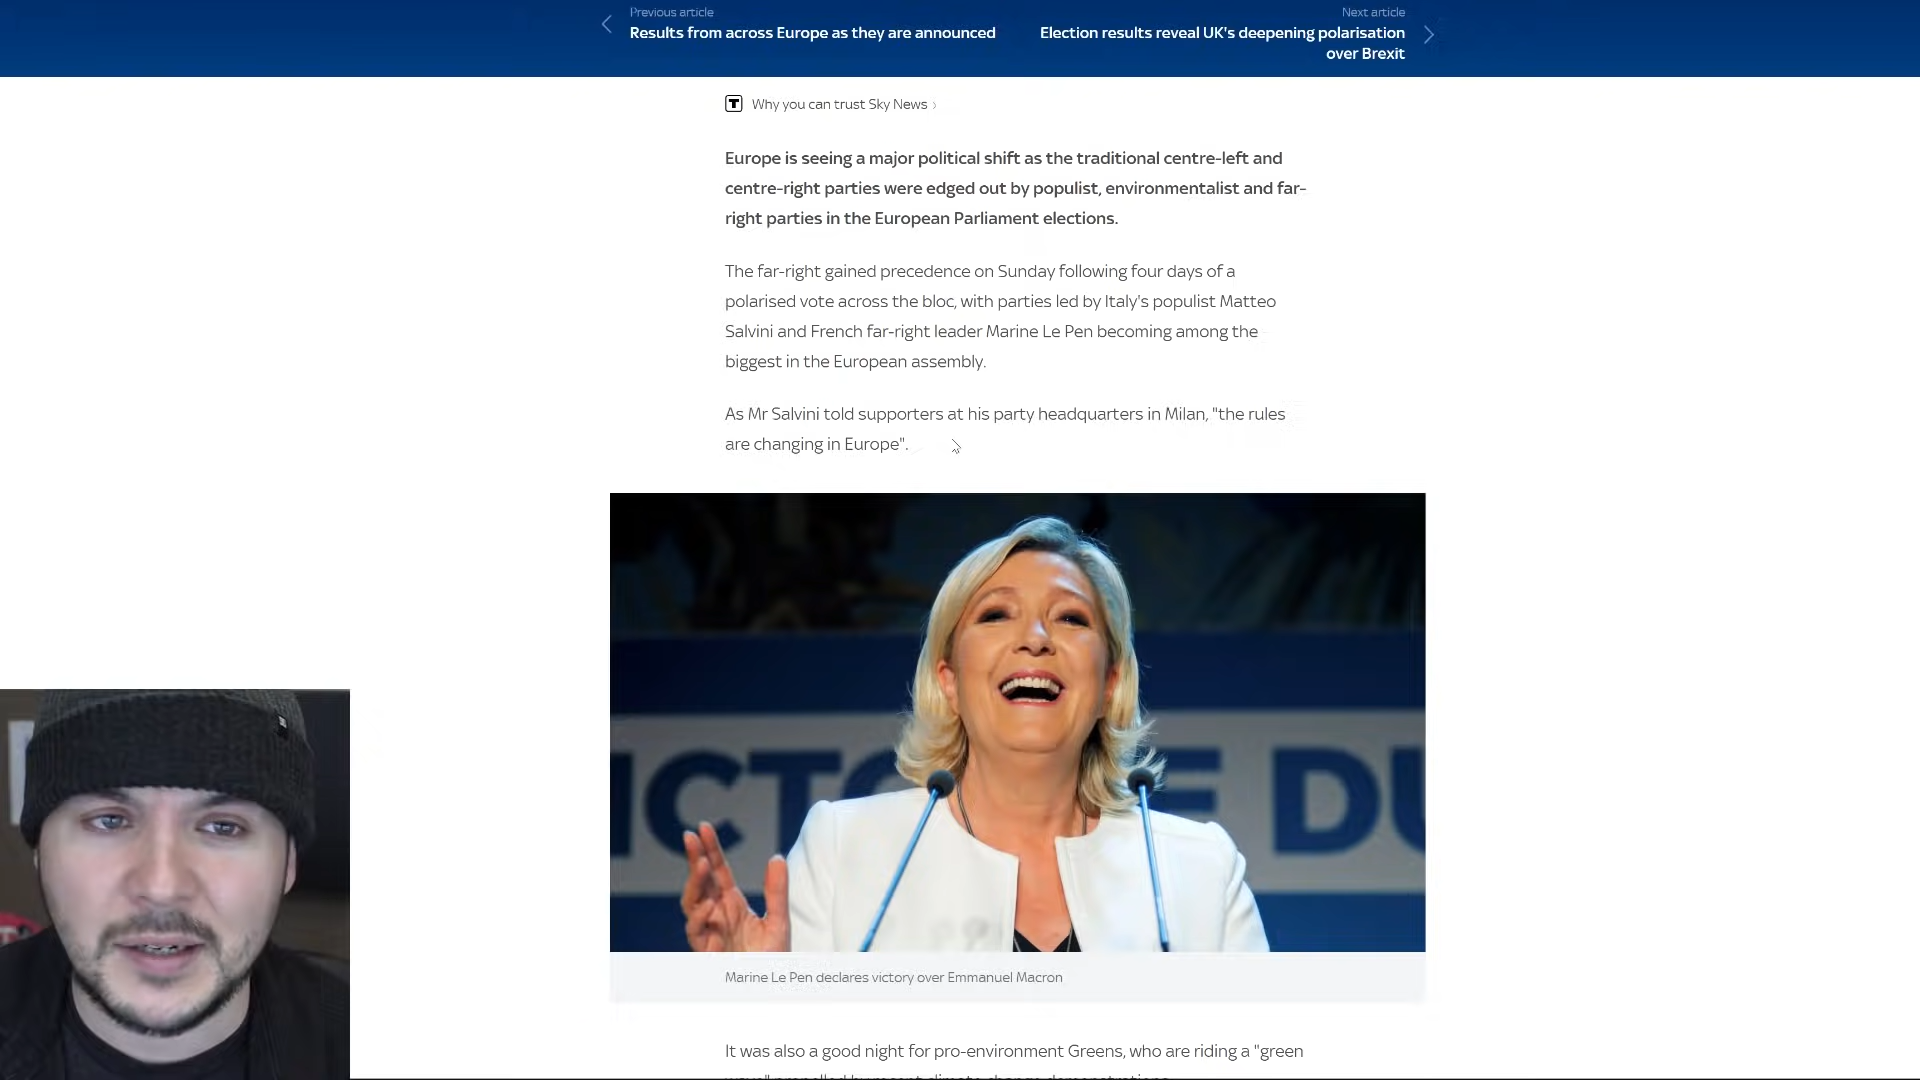 Previous article
Results from across Europe as they are announced
Next article
Election results reveal UK's deepening polarisation
over Brexit
T Why you can trust Sky News
Europe is seeing a major political shift as the traditional centre-left and
centre-right parties were edged out by populist, environmentalist and far-
right parties in the European Parliament elections.
The far-right gained precedence on Sunday following four days of a
polarised vote across the bloc, with parties led by Italy's populist Matteo
Salvini and French far-right leader Marine Le Pen becoming among the
biggest in the European assembly.
As Mr Salvini told supporters at his party headquarters in Milan, "the rules
are changing in Europe".
ICT E DU
Marine Le Pen declares victory over Emmanuel Macron
It was also a good night for pro-environment Greens, who are riding a "green